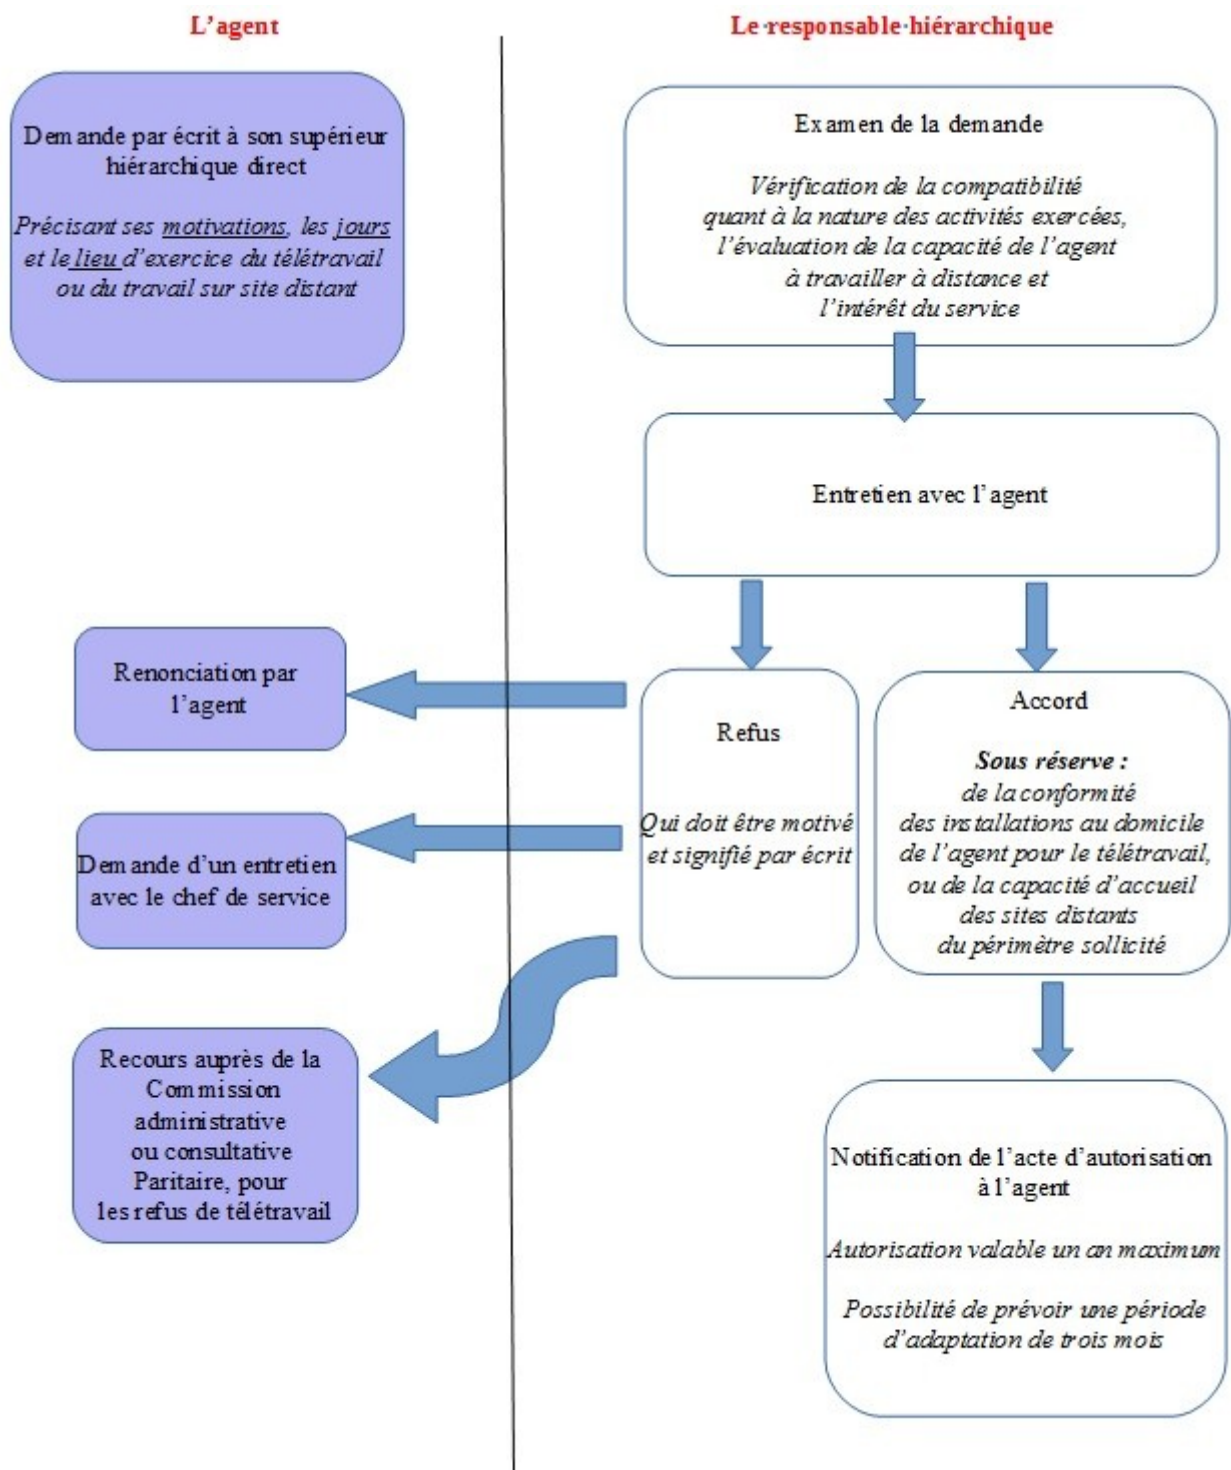 L'agent
Le·responsable·hiérarchique
Demande par écrit à son supérieur
hiérarchique direct
Précisant ses motivations, les jours
et le lieu d'exercice du télétravail
ou du travail sur site distant
Examen de la demande
Vérification de la compatibilité
quant à la nature des activités exercées,
l'évaluation de la capacité de l'agent
à travailler à distance et
l'intérêt du service
Entretien avec l'agent
Renonciation par
l'agent
Demande d'un entretien
avec le chef de service
Recours auprès de la
Commission
administrative
ou consultative
Paritaire, pour
les refus de télétravail
Refus
Qui doit être motivé
et signifié par écrit
Accord
Sous réserve :
de la conformité
des installations au domicile
de l'agent pour le télétravail,
ou de la capacité d'accueil
des sites distants
du périmètre sollicité
Notification de l'acte d'autorisation
à l'agent
Autorisation valable un an maximum
Possibilité de prévoir une période
d'adaptation de trois mois